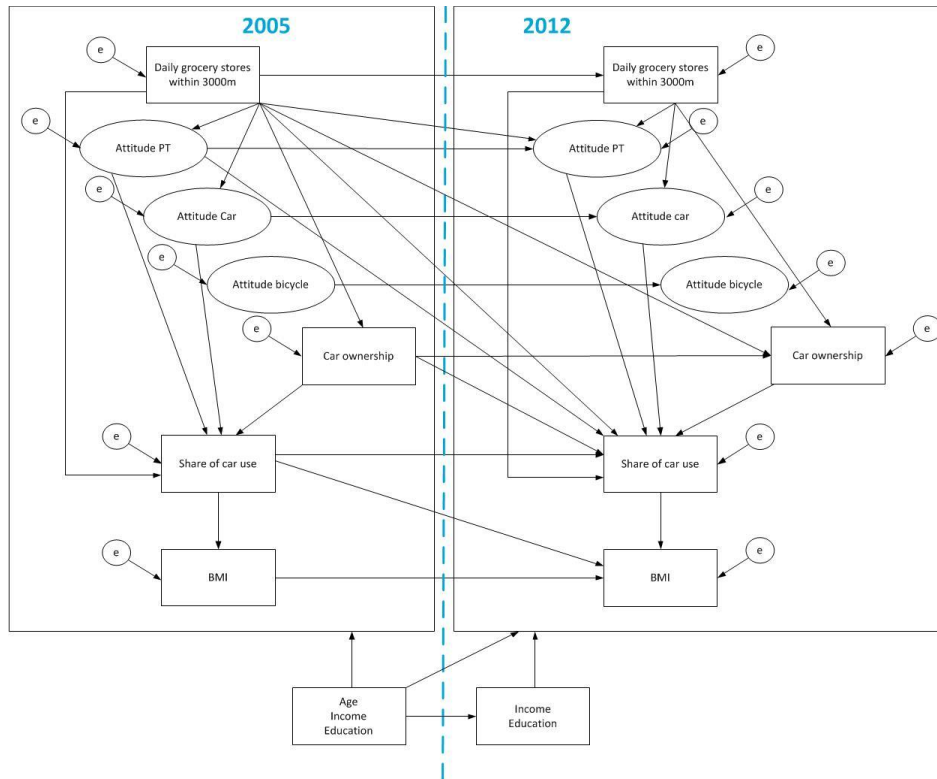 2005
2012
e
Daily grocery stores
within 3000m
Daily grocery stores
within 3000m
e
e
Attitude PT
Attitude PT
e
e
Attitude Car
Attitude car
e
e
Attitude bicycle
Attitude bicycle
e
e
Car ownership
Car ownership
e
e
Share of car use
Share of car use
e
e
BMI
BMI
e
Age
Income
Education
Income
Education